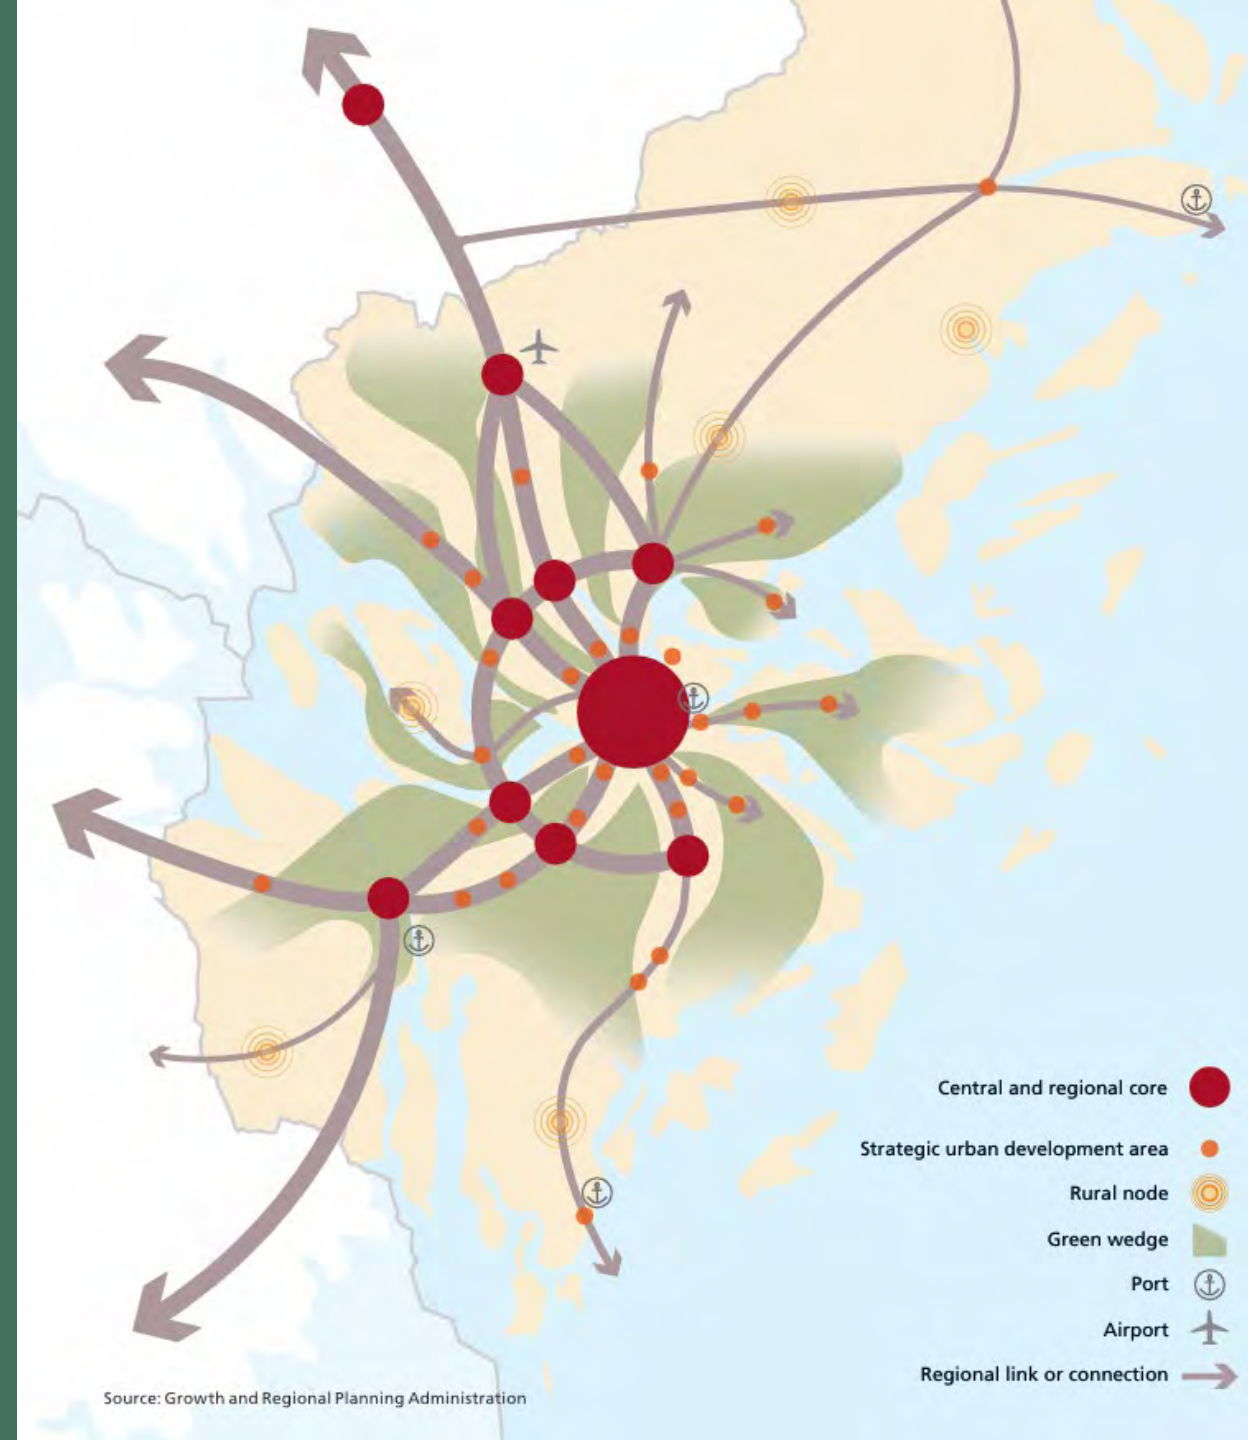 Central and regional core
Strategic urban development area
Rural node
Green wedge
Port
Airport
Regional link or connection
Source: Growth and Regional Planning Administration